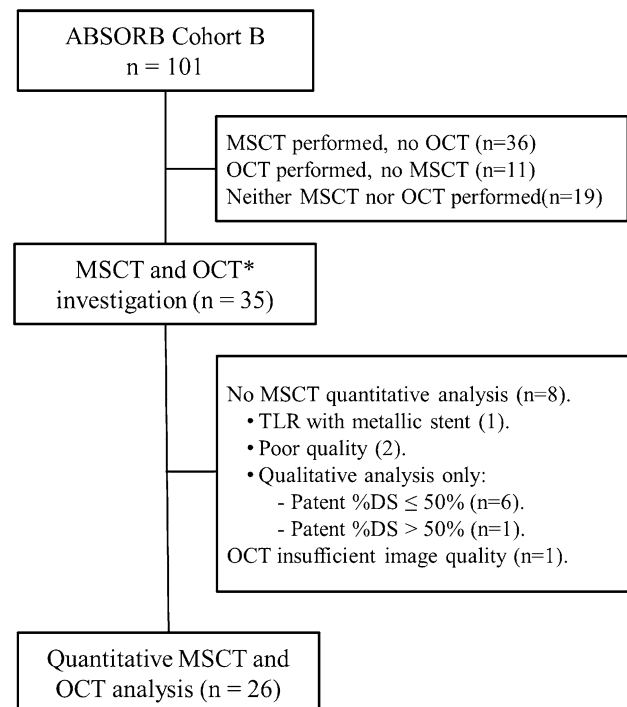 ABSORB Cohort B
n = 101
MSCT performed, no OCT (n=36)
OCT performed, no MSCT (n=11)
Neither MSCT nor OCT performed(n=19)
MSCT and OCT*
investigation (n = 35)
No MSCT quantitative analysis (n=8).
• TLR with metallic stent (1).
• Poor quality (2).
• Qualitative analysis only:
- Patent %DS ≤ 50% (n=6).
- Patent %DS > 50% (n=1).
OCT insufficient image quality (n=1).
Quantitative MSCT and
OCT analysis (n = 26)